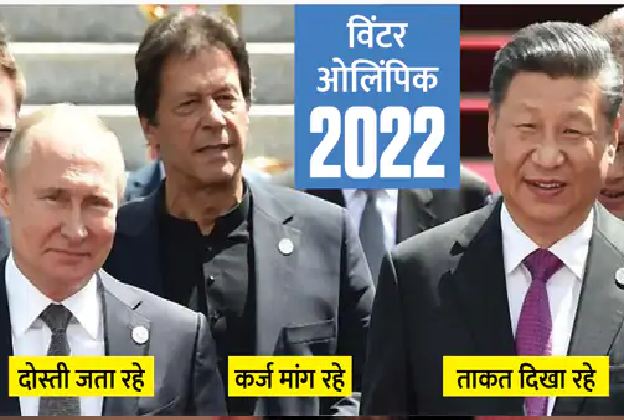 विंटर
ओलिंपिक
2022
दोस्ती जता रहे
कर्ज मांग रहे
ताकत दिखा रहे